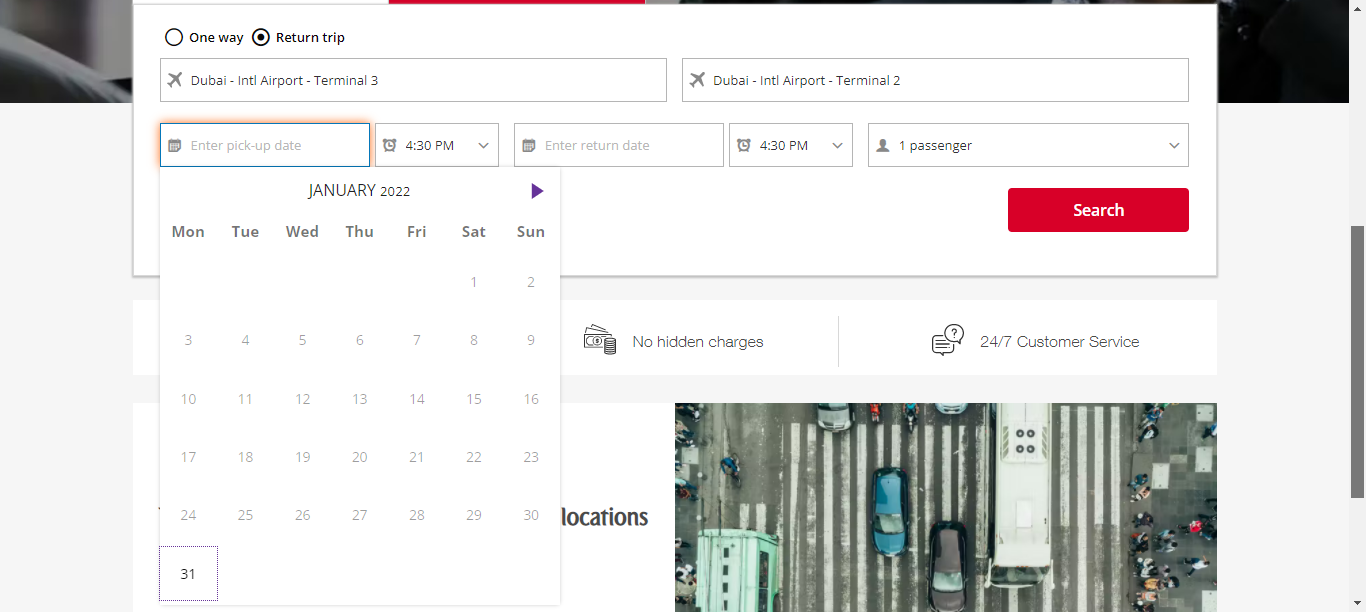 One way Return trip
Dubai - Intl Airport - Terminal 3 Dubai - Intl Airport - Terminal 2
Enter pick-up date 4:30 PM Enter return date 4:30 PM 1 passenger
JANUARY 2022
Search
Mon Tue Wed Thu Fri Sat Sun
1 2
3 4 5 6 7 8 9
10 11 12 13 14 15 16
17 18 19 20 21 22 23
24 25 26 27 28 29 30
31
No hidden charges 24/7 Customer Service
locations